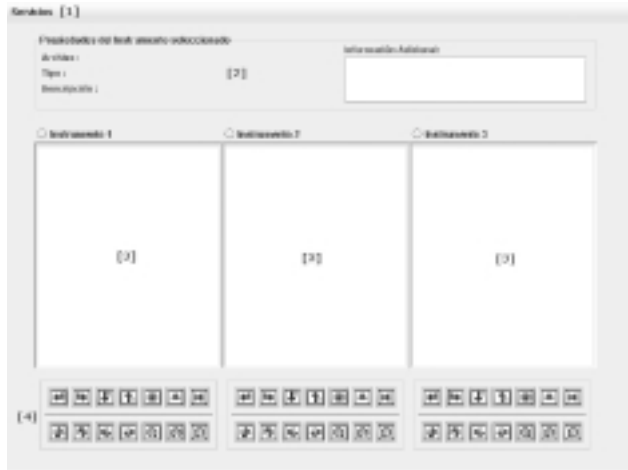 Servicios [1]
Propiedades del Instrumento seleccionado
Archivo :
Información Adicional:
Tipo :
[2]
Descripción :
Instrumento 1
Instrumento 2
Instrumento 3
[3]
[3]
[3]
[4]